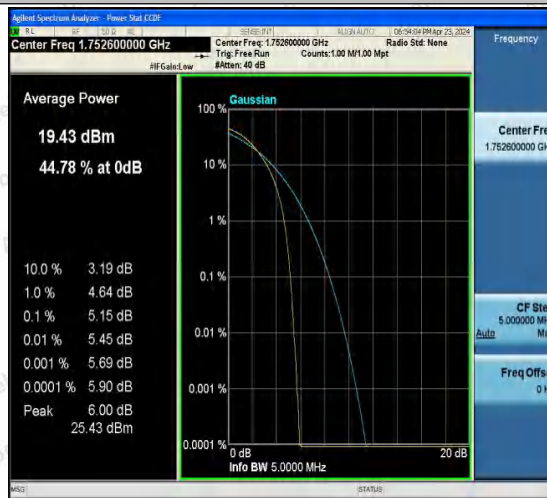 Agilent Spectrum Analyzer - Power Stat CCDF
RL RF 50 Ω AC SENSE:INT ALIGN AUTO 06:54:04 PM Apr 23, 2024
Center Freq 1.752600000 GHz
Center Freq: 1.752600000 GHz Radio Std: None
Trig: Free Run Counts:1.00 M/1.00 Mpt
#IFGain:Low #Atten: 40 dB
Frequency
Average Power
19.43 dBm
44.78 % at 0dB
10.0 % 3.19 dB
1.0 % 4.64 dB
0.1 % 5.15 dB
0.01 % 5.45 dB
0.001 % 5.69 dB
0.0001 % 5.90 dB
Peak 6.00 dB
25.43 dBm
Gaussian
100 %
10 %
1 %
0.1 %
0.01 %
0.001 %
0.0001 %
0 dB 20 dB
Info BW 5.0000 MHz
Center Fre
1.752600000 GH
CF Ste
5.000000 MH
Auto M
Freq Offs
0 H
MSG STATUS